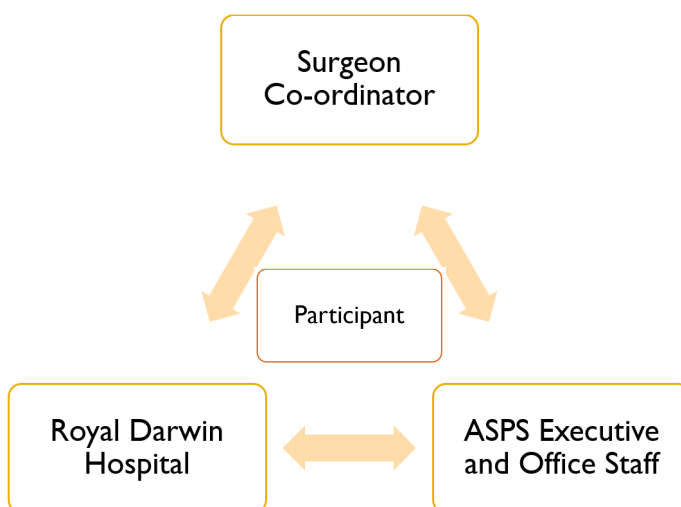 Surgeon
Co-ordinator
Participant
Royal Darwin
Hospital
ASPS Executive
and Office Staff